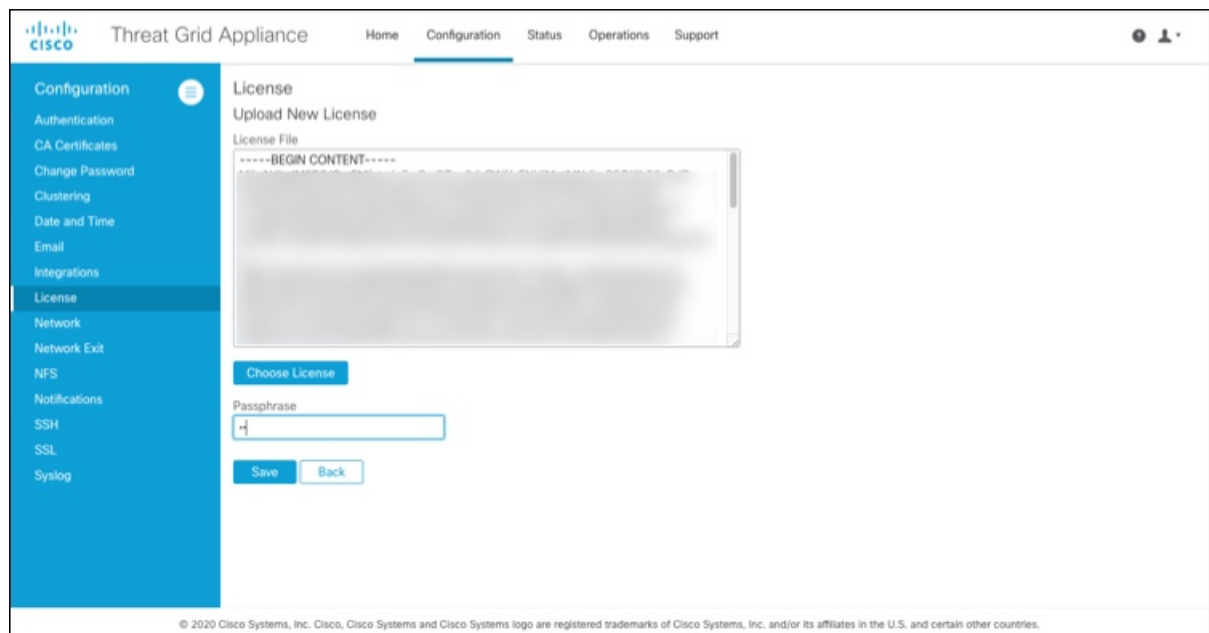 CISCO
Threat Grid Appliance
Home Configuration Status Operations Support
Configuration
Authentication
CA Certificates
Change Password
Clustering
Date and Time
Email
Integrations
License
Network
Network Exit
NFS
Notifications
SSH
SSL
Syslog
License
Upload New License
License File
-----BEGIN CONTENT-----
Choose License
Passphrase
Save Back
© 2020 Cisco Systems, Inc. Cisco, Cisco Systems and Cisco Systems logo are registered trademarks of Cisco Systems, Inc. and/or its affiliates in the U.S. and certain other countries.